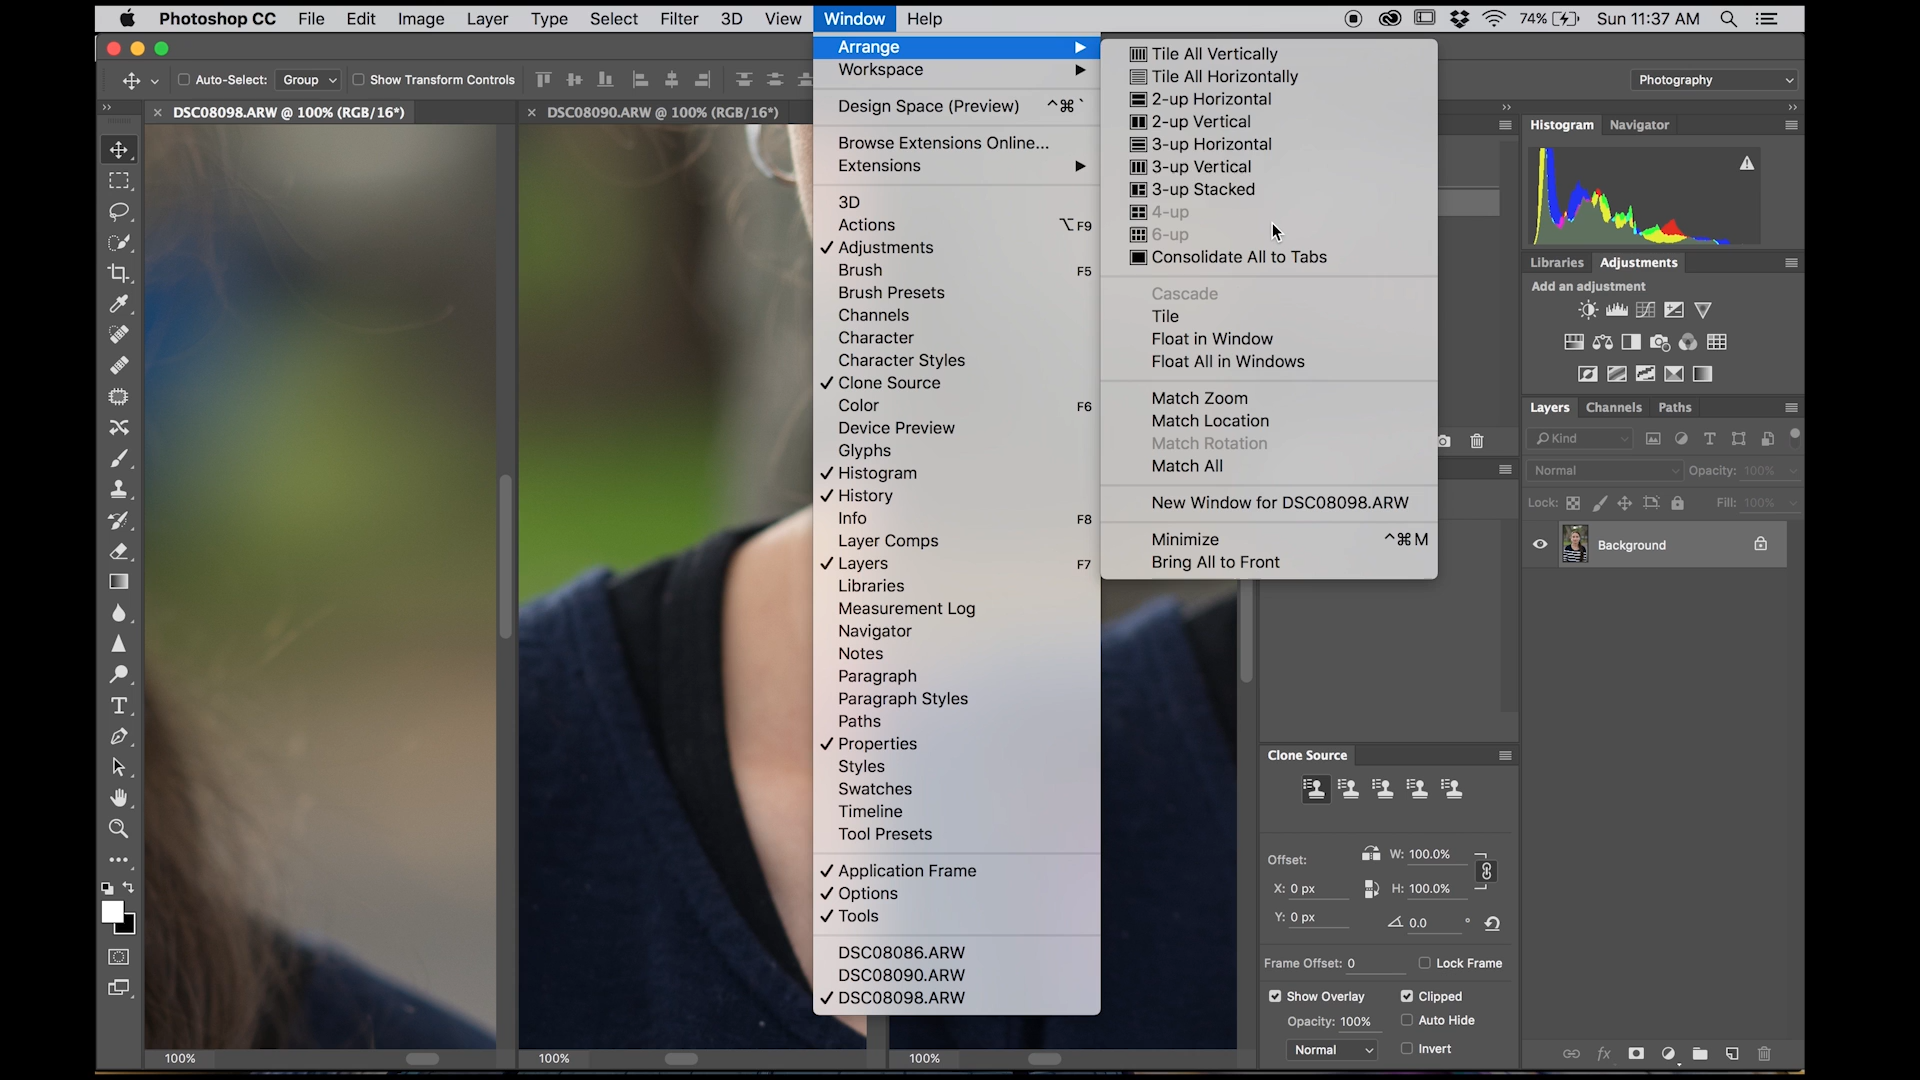 Photoshop CC File Edit Image Layer Type Select Filter 3D View Window Help 74% Sun 11:37 AM
Auto-Select: Group Show Transform Controls Photography
DSC08098.ARW @ 100% (RGB/16*) DSC08090.ARW @ 100% (RGB/16*)
Arrange
Workspace
Design Space (Preview) ^⌘`
Browse Extensions Online...
Extensions
3D
Actions ⌥F9
✓ Adjustments
Brush F5
Brush Presets
Channels
Character
Character Styles
✓ Clone Source
Color F6
Device Preview
Glyphs
✓ Histogram
✓ History
Info F8
Layer Comps
✓ Layers F7
Libraries
Measurement Log
Navigator
Notes
Paragraph
Paragraph Styles
Paths
✓ Properties
Styles
Swatches
Timeline
Tool Presets
✓ Application Frame
✓ Options
✓ Tools
DSC08086.ARW
DSC08090.ARW
✓ DSC08098.ARW
Tile All Vertically
Tile All Horizontally
2-up Horizontal
2-up Vertical
3-up Horizontal
3-up Vertical
3-up Stacked
4-up
6-up
Consolidate All to Tabs
Cascade
Tile
Float in Window
Float All in Windows
Match Zoom
Match Location
Match Rotation
Match All
New Window for DSC08098.ARW
Minimize ^⌘M
Bring All to Front
Histogram Navigator
Libraries Adjustments
Add an adjustment
Layers Channels Paths
Kind
Normal Opacity: 100%
Lock: Fill: 100%
Background
fx
Clone Source
Offset: W: 100.0%
X: 0 px H: 100.0%
Y: 0 px 0.0 °
Frame Offset: 0 Lock Frame
Show Overlay Clipped
Opacity: 100% Auto Hide
Normal Invert
100% 100% 100%